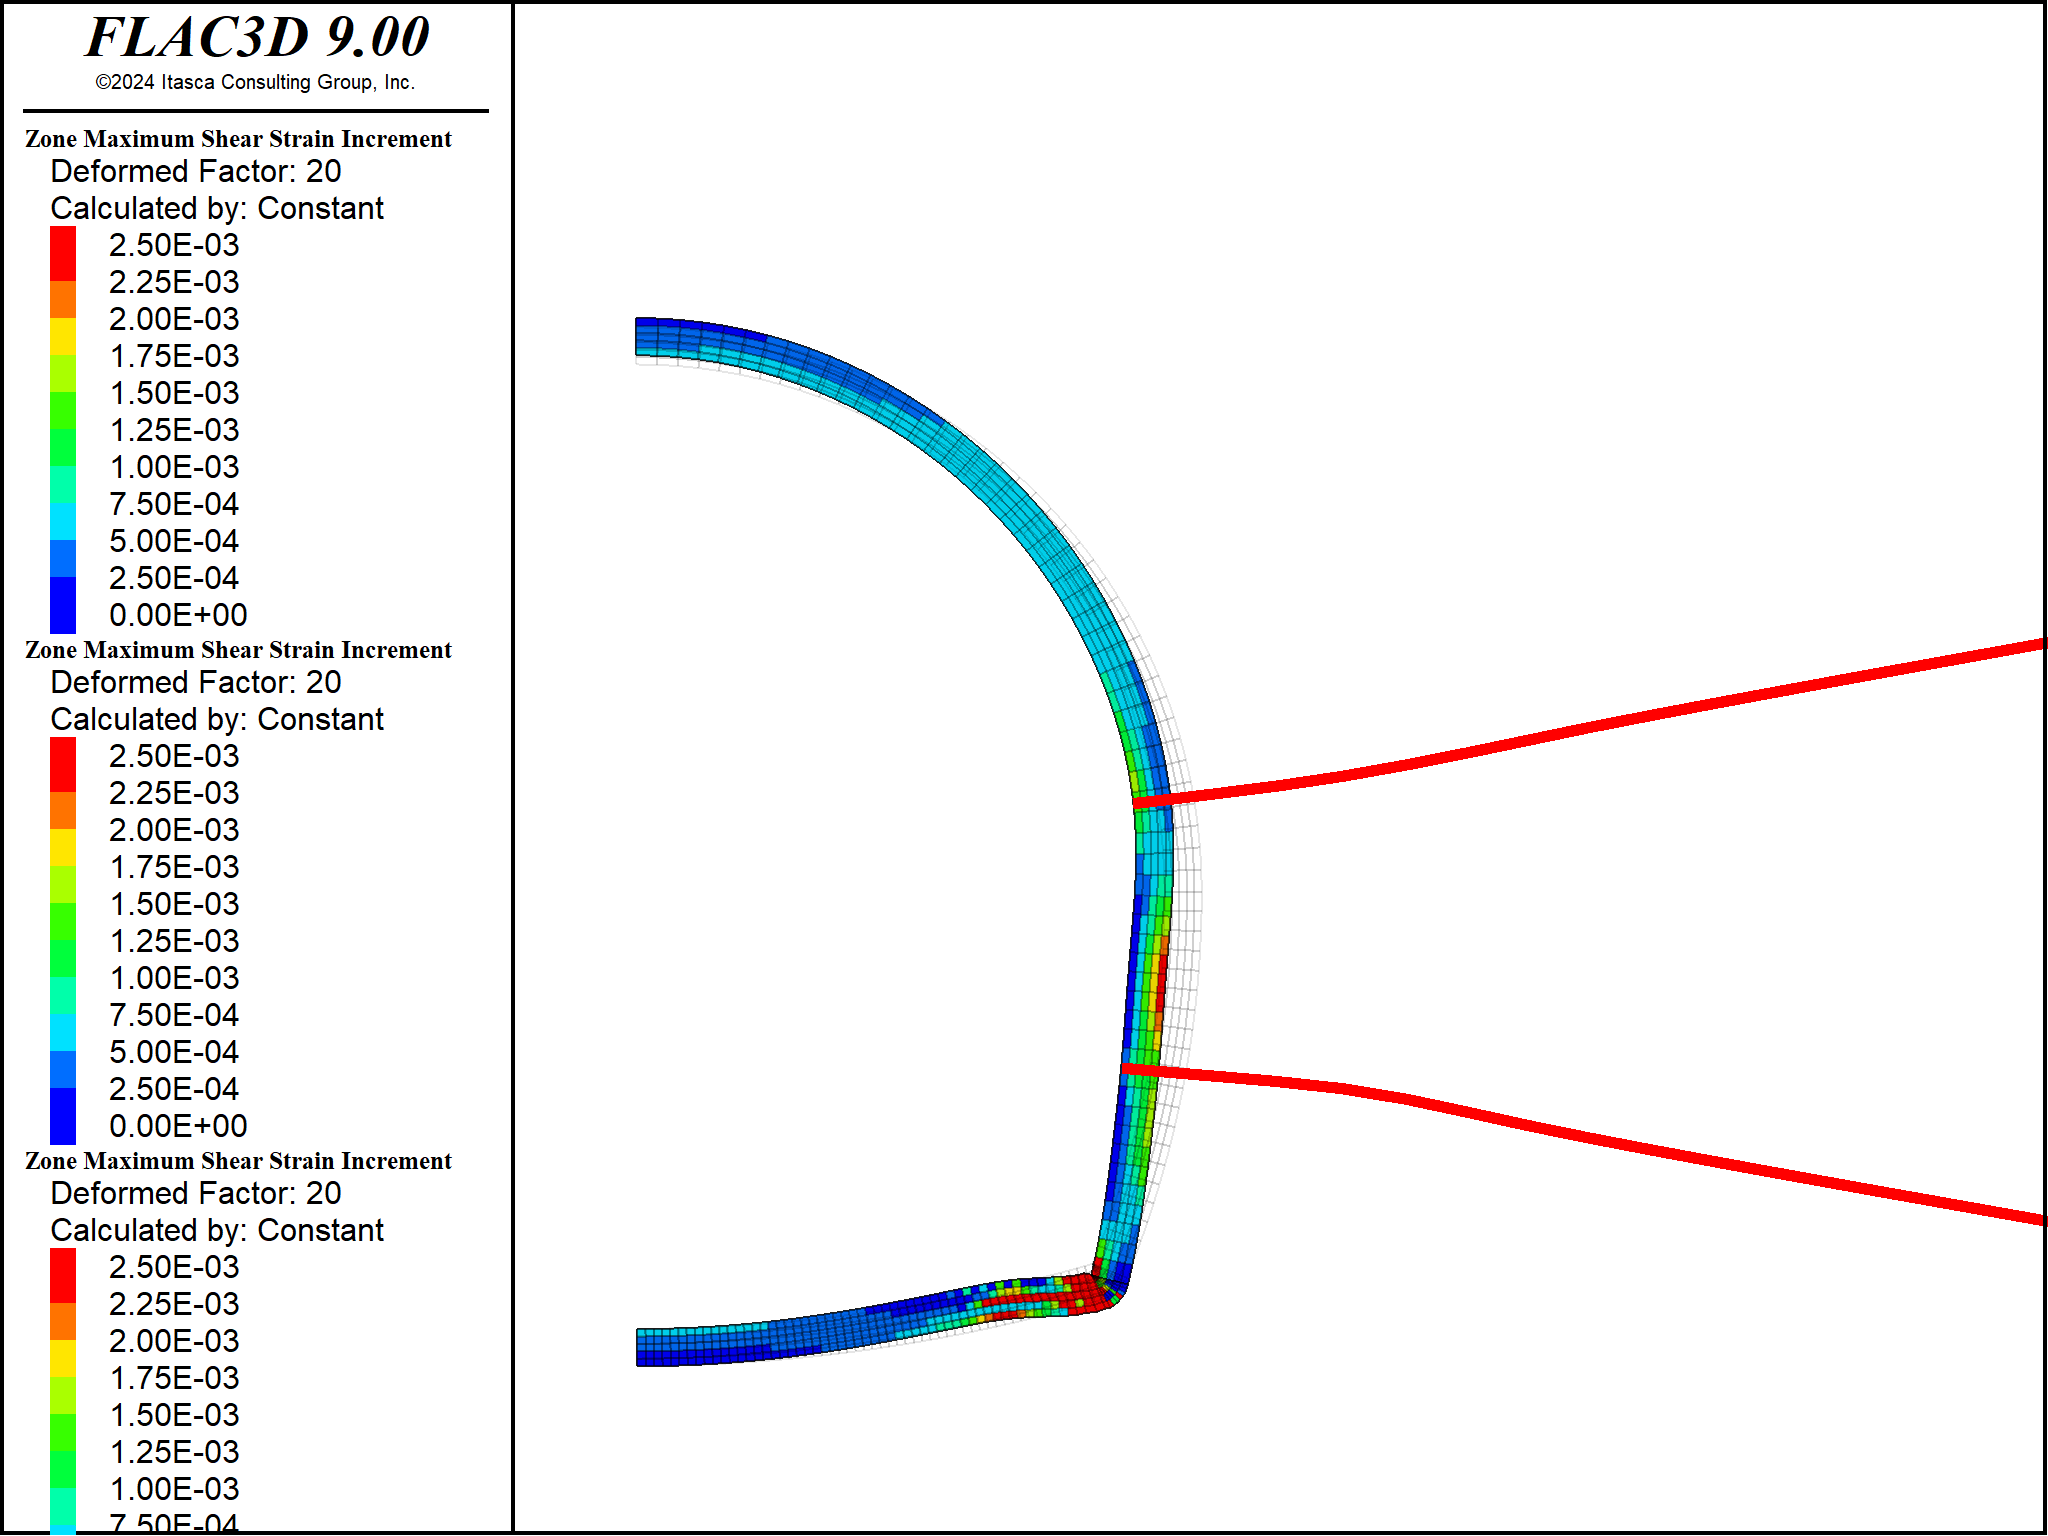 FLAC3D 9.00
©2024 Itasca Consulting Group, Inc.
Zone Maximum Shear Strain Increment
Deformed Factor: 20
Calculated by: Constant
2.50E-03
2.25E-03
2.00E-03
1.75E-03
1.50E-03
1.25E-03
1.00E-03
7.50E-04
5.00E-04
2.50E-04
0.00E+00
Zone Maximum Shear Strain Increment
Deformed Factor: 20
Calculated by: Constant
2.50E-03
2.25E-03
2.00E-03
1.75E-03
1.50E-03
1.25E-03
1.00E-03
7.50E-04
5.00E-04
2.50E-04
0.00E+00
Zone Maximum Shear Strain Increment
Deformed Factor: 20
Calculated by: Constant
2.50E-03
2.25E-03
2.00E-03
1.75E-03
1.50E-03
1.25E-03
1.00E-03
7.50E-04